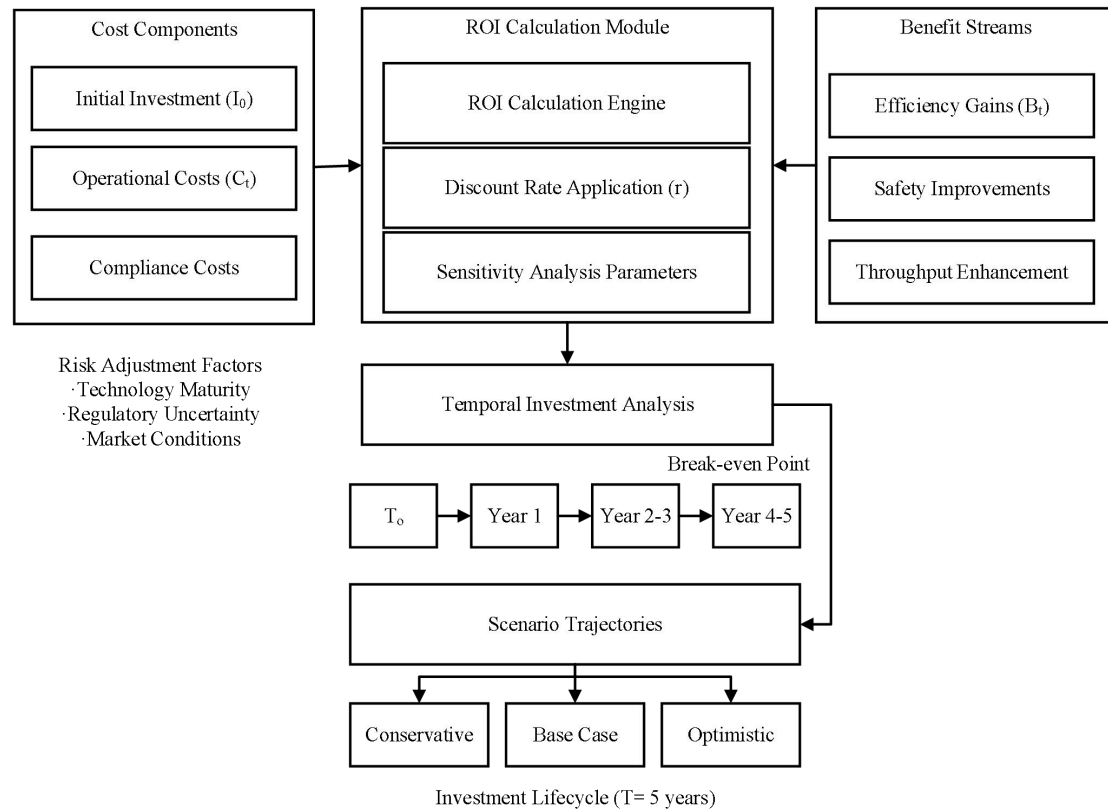 Cost Components
Initial Investment (I₀)
Operational Costs (Cₜ)
Compliance Costs
ROI Calculation Module
ROI Calculation Engine
Discount Rate Application (r)
Sensitivity Analysis Parameters
Benefit Streams
Efficiency Gains (Bₜ)
Safety Improvements
Throughput Enhancement
Risk Adjustment Factors
·Technology Maturity
·Regulatory Uncertainty
·Market Conditions
Temporal Investment Analysis
Break-even Point
Tₒ
Year 1
Year 2-3
Year 4-5
Scenario Trajectories
Conservative
Base Case
Optimistic
Investment Lifecycle (T= 5 years)